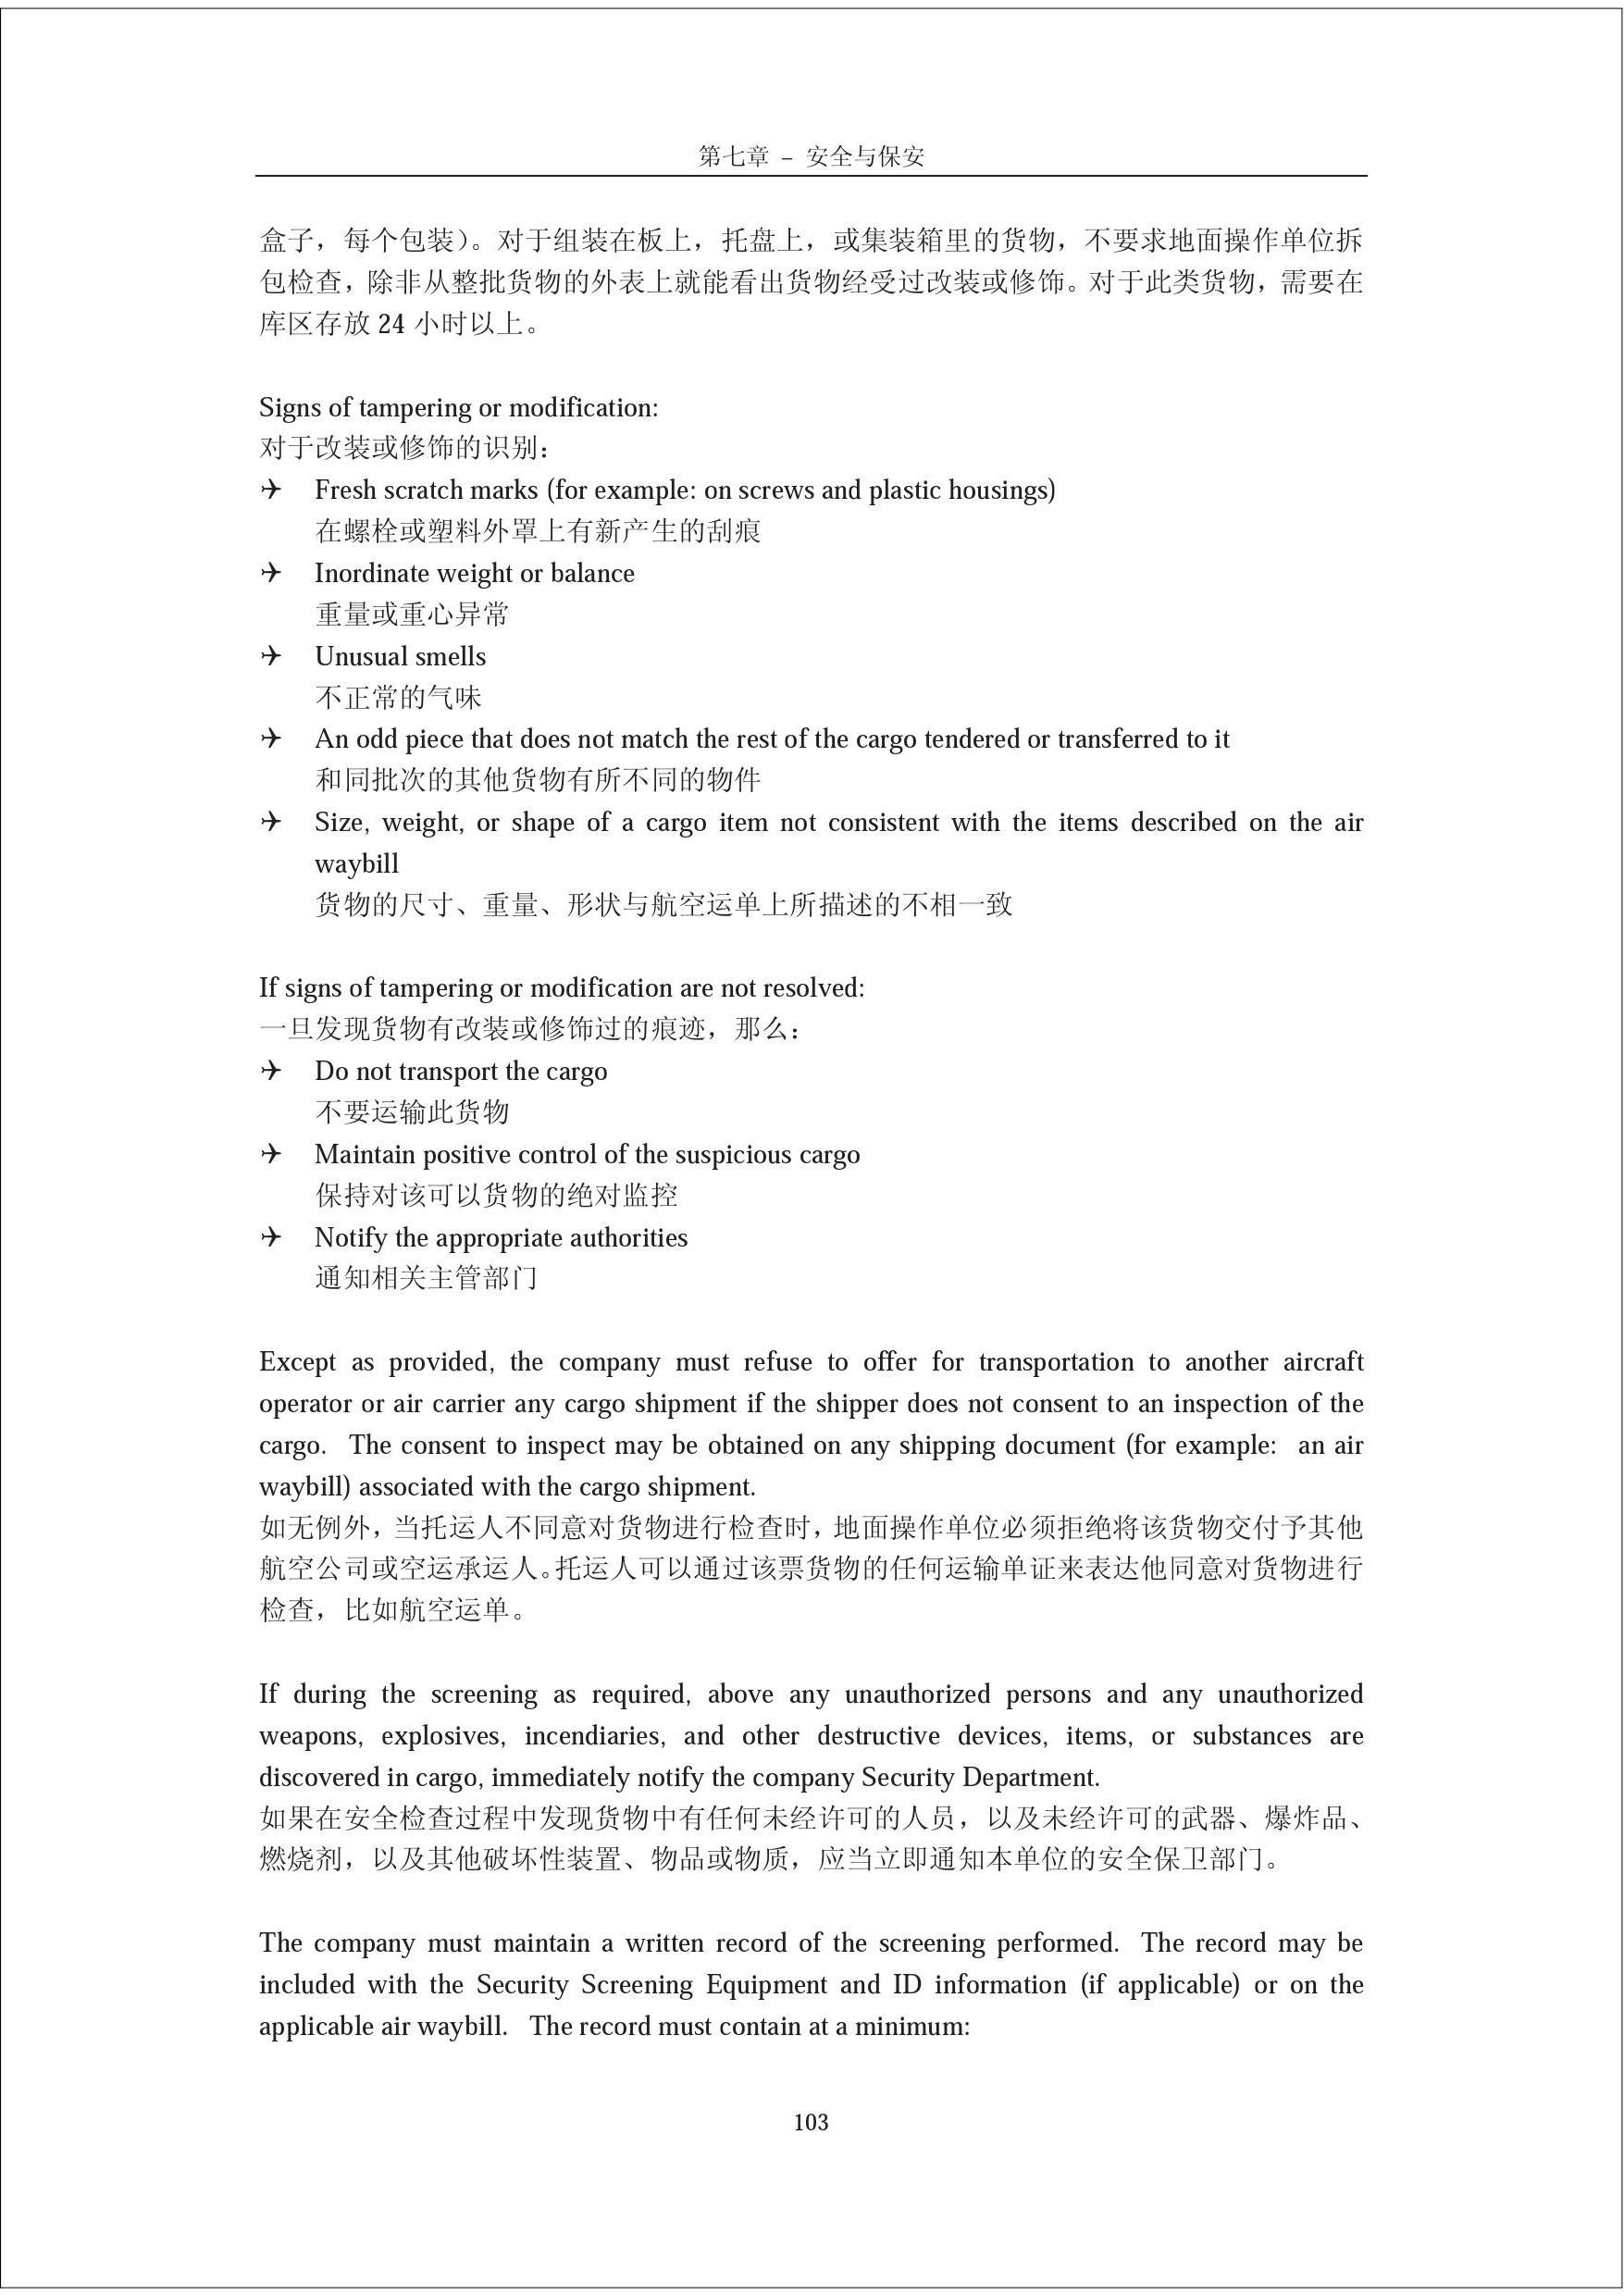 第七章 – 安全与保安
盒子，每个包装）。对于组装在板上，托盘上，或集装箱里的货物，不要求地面操作单位拆
包检查，除非从整批货物的外表上就能看出货物经受过改装或修饰。对于此类货物，需要在
库区存放 24 小时以上。
Signs of tampering or modification:
对于改装或修饰的识别：
✈ Fresh scratch marks (for example: on screws and plastic housings)
在螺栓或塑料外罩上有新产生的刮痕
✈ Inordinate weight or balance
重量或重心异常
✈ Unusual smells
不正常的气味
✈ An odd piece that does not match the rest of the cargo tendered or transferred to it
和同批次的其他货物有所不同的物件
✈ Size, weight, or shape of a cargo item not consistent with the items described on the air
waybill
货物的尺寸、重量、形状与航空运单上所描述的不相一致
If signs of tampering or modification are not resolved:
一旦发现货物有改装或修饰过的痕迹，那么：
✈ Do not transport the cargo
不要运输此货物
✈ Maintain positive control of the suspicious cargo
保持对该可以货物的绝对监控
✈ Notify the appropriate authorities
通知相关主管部门
Except as provided, the company must refuse to offer for transportation to another aircraft
operator or air carrier any cargo shipment if the shipper does not consent to an inspection of the
cargo. The consent to inspect may be obtained on any shipping document (for example: an air
waybill) associated with the cargo shipment.
如无例外，当托运人不同意对货物进行检查时，地面操作单位必须拒绝将该货物交付予其他
航空公司或空运承运人。托运人可以通过该票货物的任何运输单证来表达他同意对货物进行
检查，比如航空运单。
If during the screening as required, above any unauthorized persons and any unauthorized
weapons, explosives, incendiaries, and other destructive devices, items, or substances are
discovered in cargo, immediately notify the company Security Department.
如果在安全检查过程中发现货物中有任何未经许可的人员，以及未经许可的武器、爆炸品、
燃烧剂，以及其他破坏性装置、物品或物质，应当立即通知本单位的安全保卫部门。
The company must maintain a written record of the screening performed. The record may be
included with the Security Screening Equipment and ID information (if applicable) or on the
applicable air waybill. The record must contain at a minimum:
103